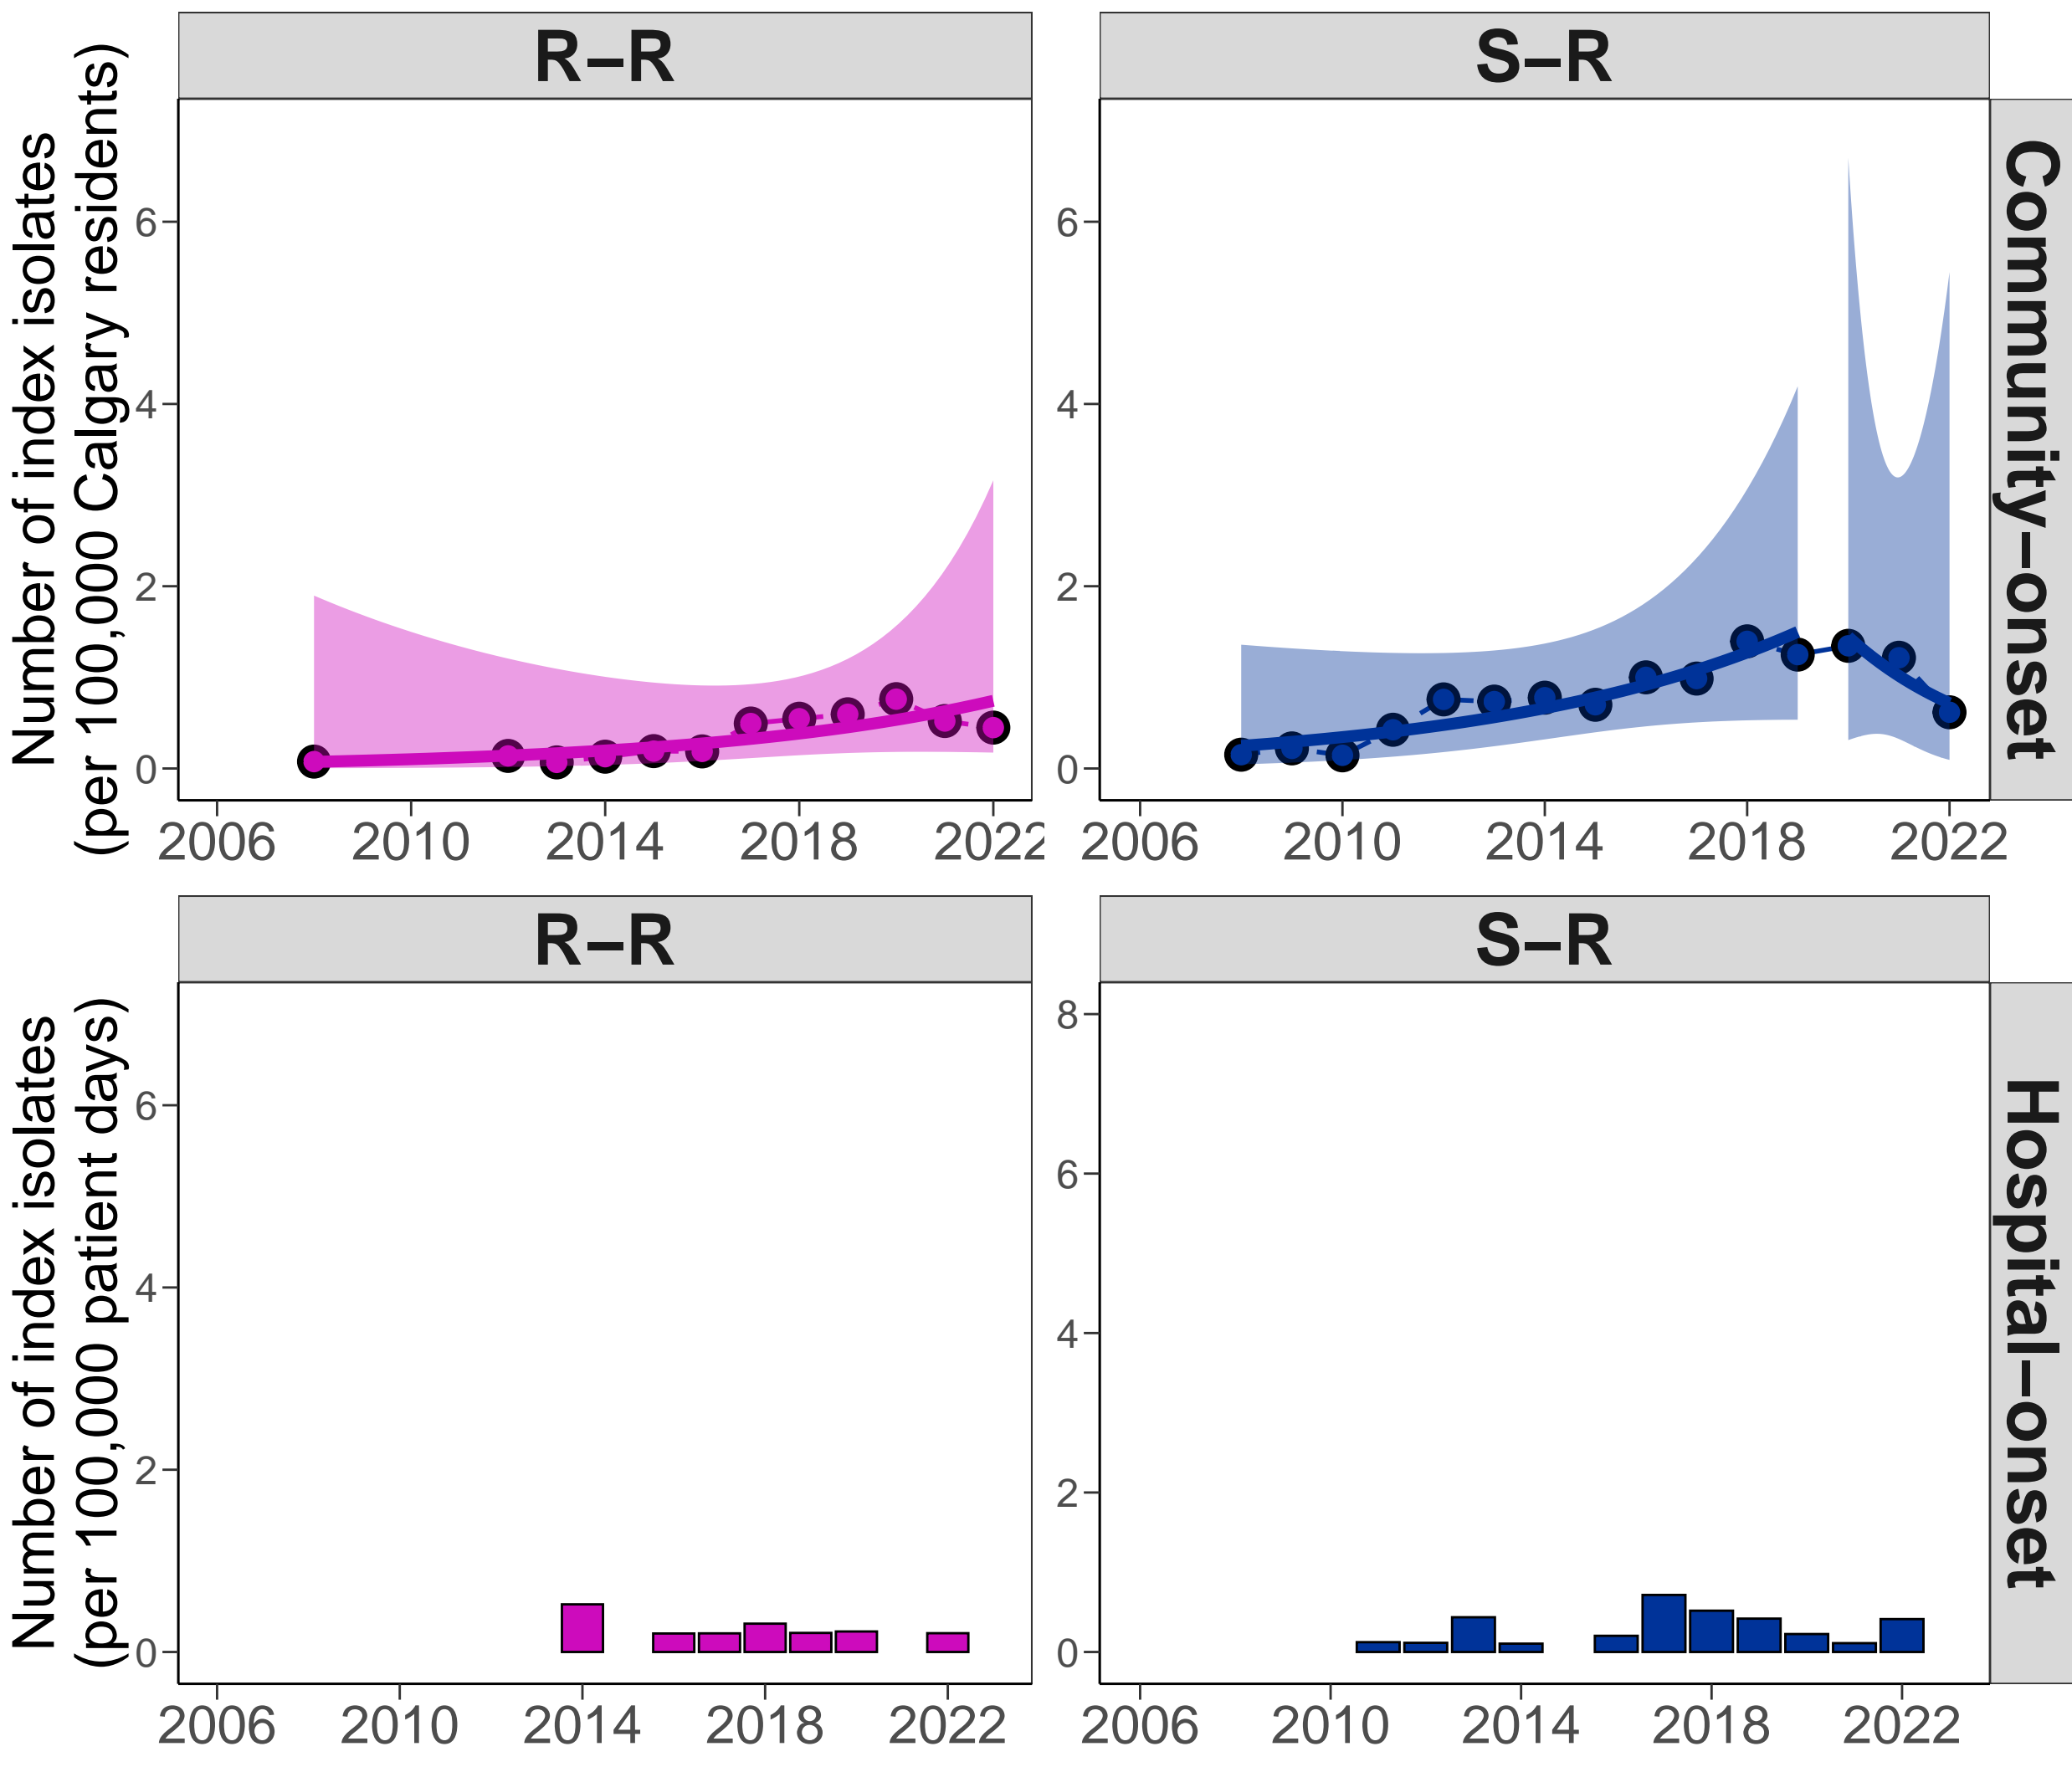 R–R
S–R
Number of index isolates
(per 100,000 Calgary residents)
6
4
2
0
6
4
2
0
Community–onset
2006 2010 2014 2018 2022
2006 2010 2014 2018 2022
R–R
S–R
Number of index isolates
(per 100,000 patient days)
6
4
2
0
8
6
4
2
0
Hospital–onset
2006 2010 2014 2018 2022
2006 2010 2014 2018 2022